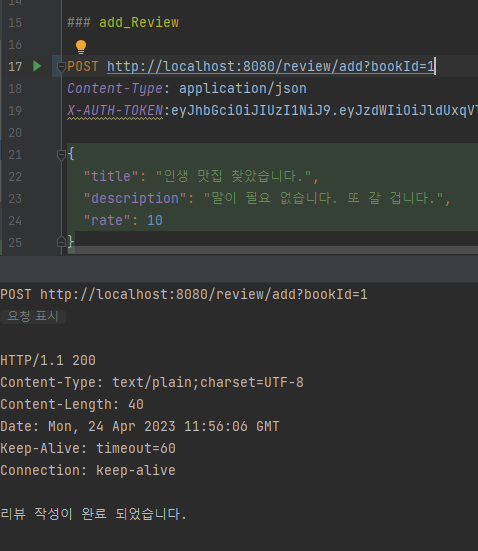 14
15 ### add_Review
16
17 POST http://localhost:8080/review/add?bookId=1
18 Content-Type: application/json
19 X-AUTH-TOKEN:eyJhbGciOiJIUzI1NiJ9.eyJzdWIiOiJldUxqV
20
21 {
22 "title": "인생 맛집 찾았습니다.",
23 "description": "말이 필요 없습니다. 또 갈 겁니다.",
24 "rate": 10
25 }
POST http://localhost:8080/review/add?bookId=1
요청 표시
HTTP/1.1 200
Content-Type: text/plain;charset=UTF-8
Content-Length: 40
Date: Mon, 24 Apr 2023 11:56:06 GMT
Keep-Alive: timeout=60
Connection: keep-alive
리뷰 작성이 완료 되었습니다.